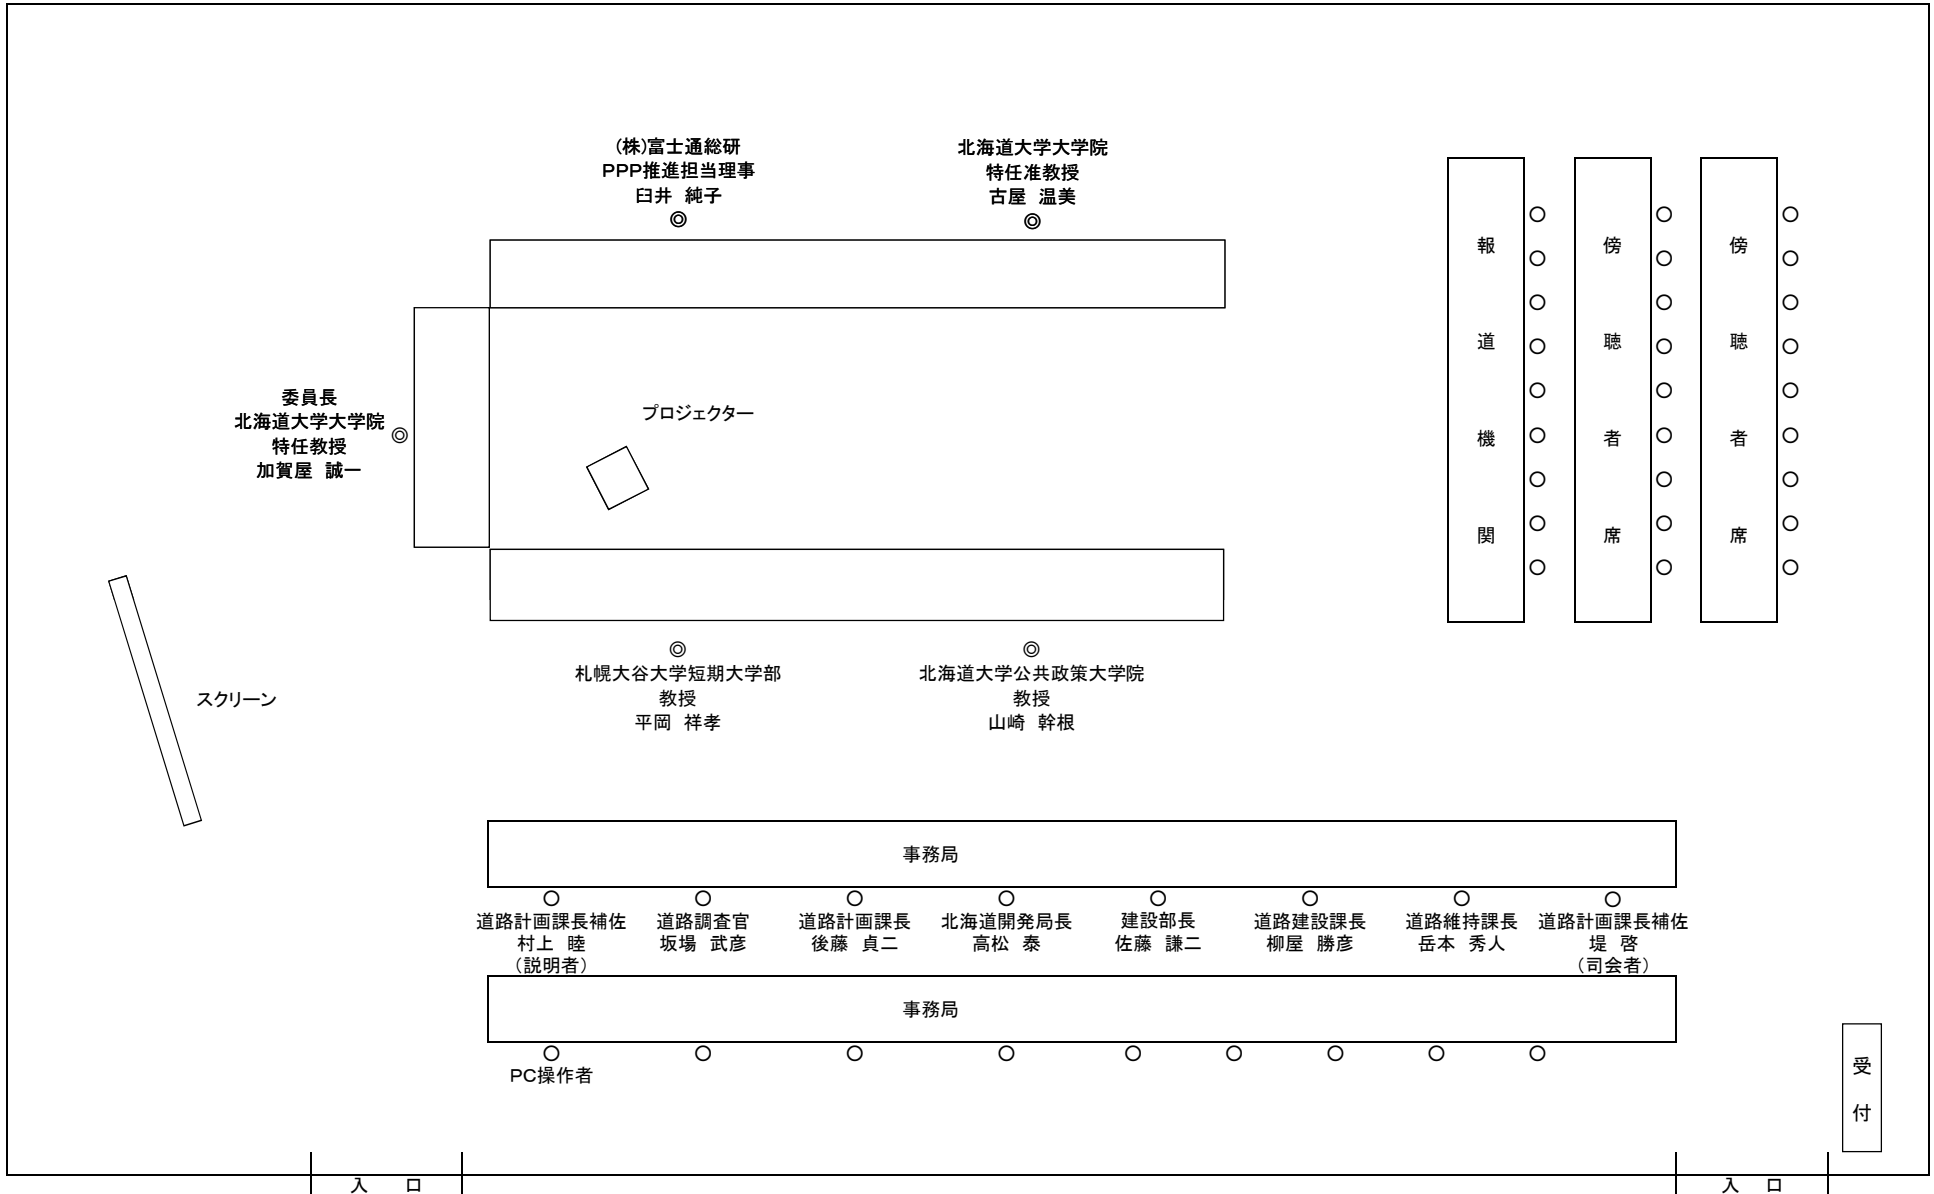 (株)富士通総研
PPP推進担当理事
臼井 純子
北海道大学大学院
特任准教授
古屋 温美
報道機関
傍聴者席
傍聴者席
委員長
北海道大学大学院
特任教授
加賀屋 誠一
プロジェクター
スクリーン
札幌大谷大学短期大学部
教授
平岡 祥孝
北海道大学公共政策大学院
教授
山崎 幹根
事務局
道路計画課長補佐
村上 睦
（説明者）
道路調査官
坂場 武彦
道路計画課長
後藤 貞二
北海道開発局長
高松 泰
建設部長
佐藤 謙二
道路建設課長
柳屋 勝彦
道路維持課長
岳本 秀人
道路計画課長補佐
堤 啓
（司会者）
事務局
PC操作者
受付
入 口
入 口